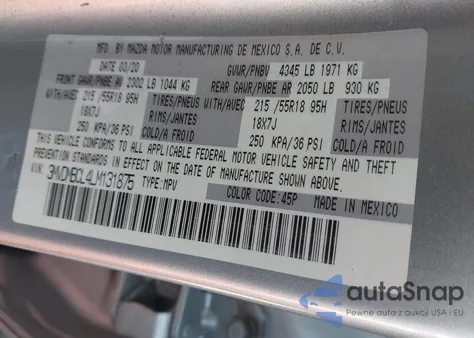 MFD. BY MAZDA MOTOR MANUFACTURING DE MEXICO S.A. DE C.V.
DATE: 03/20 GVWR/PNBV 4345 LB 1971 KG
FRONT GAWR/PNBE AV 2302 LB 1044 KG REAR GAWR/PNBE AR 2050 LB 930 KG
WITH/AVEC 215 /55R18 95H TIRES/PNEUS WITH/AVEC 215 /55R18 95H TIRES/PNEUS
18X7J RIMS/JANTES 18X7J RIMS/JANTES
250 KPA/36 PSI COLD/A FROID 250 KPA/36 PSI COLD/A FROID
THIS VEHICLE CONFORMS TO ALL APPLICABLE FEDERAL MOTOR VEHICLE SAFETY AND THEFT
PREVENTION STANDARDS IN EFFECT ON THE DATE OF MANUFACTURE SHOWN ABOVE.
VIN: TYPE: MPV COLOR CODE: 45P MADE IN MEXICO
autaSnap
Pewne auta z aukcji USA i EU